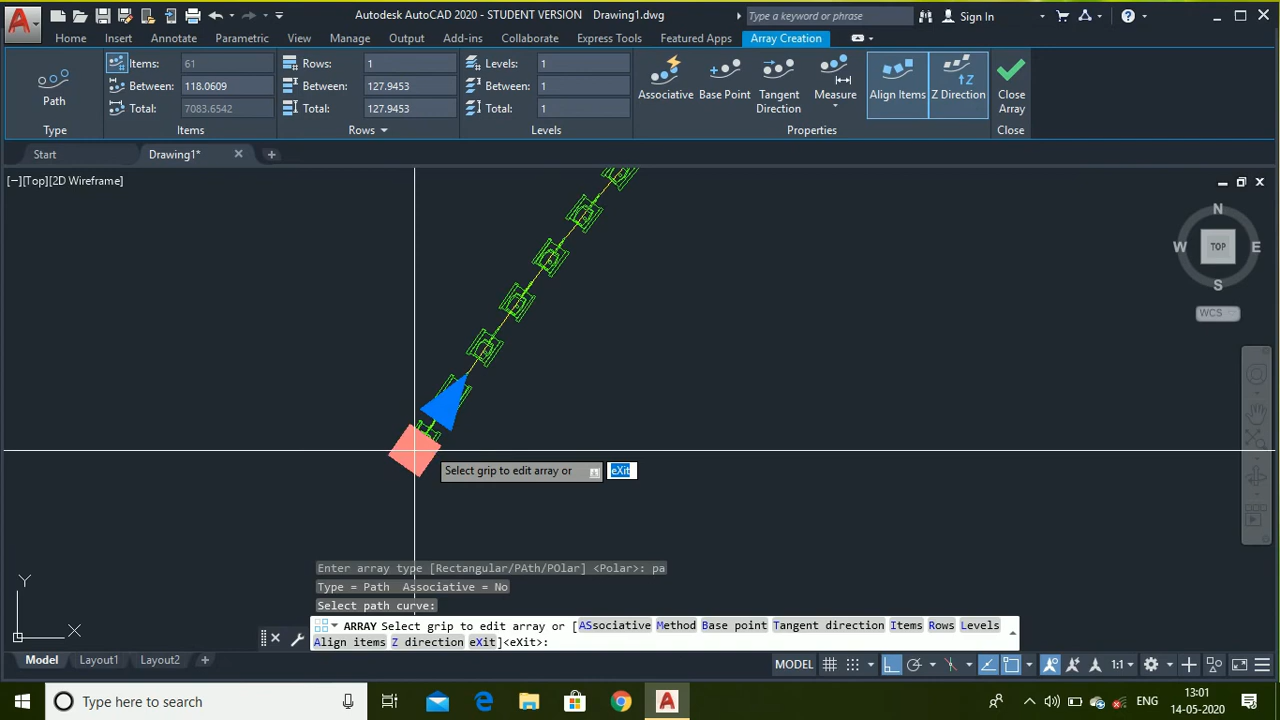 Autodesk AutoCAD 2020 - STUDENT VERSION Drawing1.dwg
Type a keyword or phrase
Sign In
Home Insert Annotate Parametric View Manage Output Add-ins Collaborate Express Tools Featured Apps Array Creation
Path
Type
Items: 61
Between: 118.0609
Total: 7083.6542
Items
Rows: 1
Between: 127.9453
Total: 127.9453
Rows
Levels: 1
Between: 1
Total: 1
Levels
Associative
Base Point
Tangent
Direction
Measure
Align Items
Z Direction
Properties
Close
Array
Close
Start
Drawing1*
[−][Top][2D Wireframe]
N
W TOP E
S
WCS
Select grip to edit array or eXit
Y
X
Enter array type [Rectangular/PAth/POlar] <Polar>: pa
Type = Path Associative = No
Select path curve:
ARRAY Select grip to edit array or [ASsociative Method Base point Tangent direction Items Rows Levels
Align items Z direction eXit]<eXit>:
Model Layout1 Layout2
MODEL
1:1
Type here to search
ENG
13:01
14-05-2020